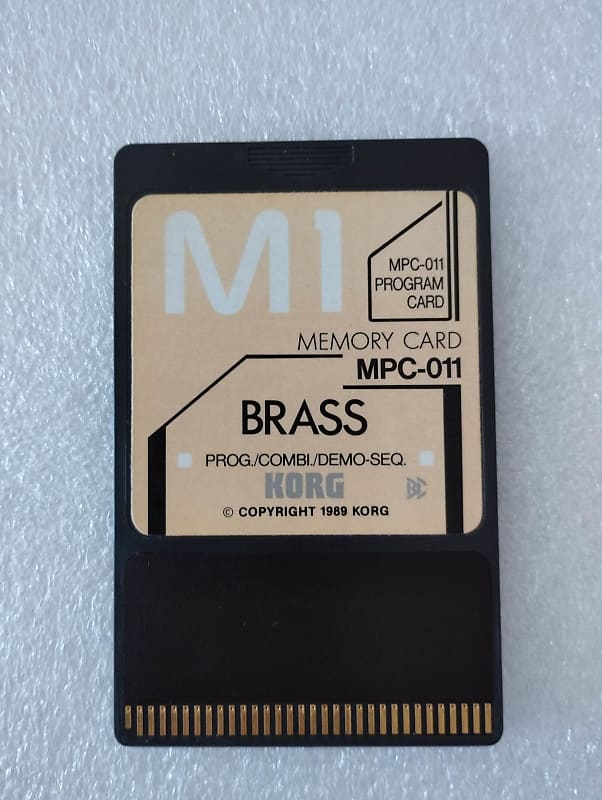 M1
MPC-011
PROGRAM
CARD
MEMORY CARD
MPC-011
BRASS
PROG./COMBI./DEMO-SEQ.
KORG
© COPYRIGHT 1989 KORG